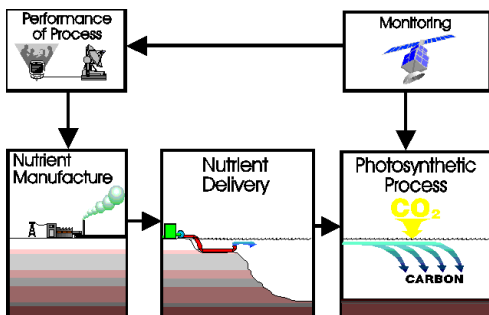 Performance
of Process
Monitoring
Nutrient
Manufacture
Nutrient
Delivery
Photosynthetic
Process
CO2
CARBON